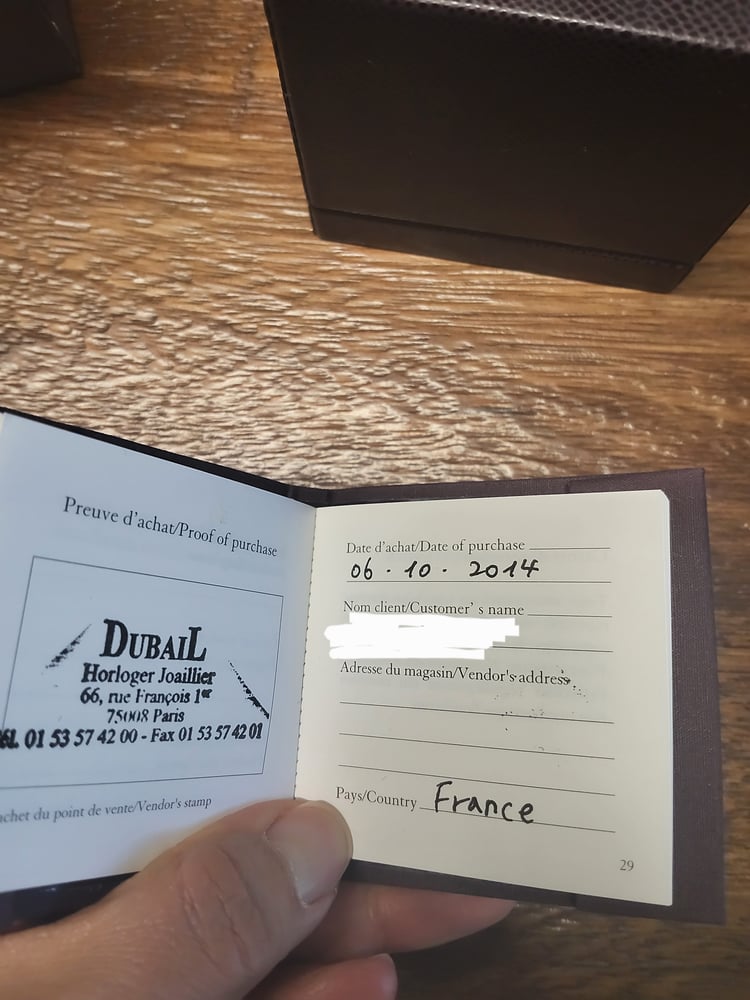 Preuve d'achat/Proof of purchase
DUBAIL
Horloger Joaillier
66, rue François 1er
75008 Paris
Tél. 01 53 57 42 00 - Fax 01 53 57 42 01
achet du point de vente/Vendor's stamp
Date d'achat/Date of purchase
06 · 10 · 2014
Nom client/Customer' s name
Adresse du magasin/Vendor's address
Pays/Country France
29